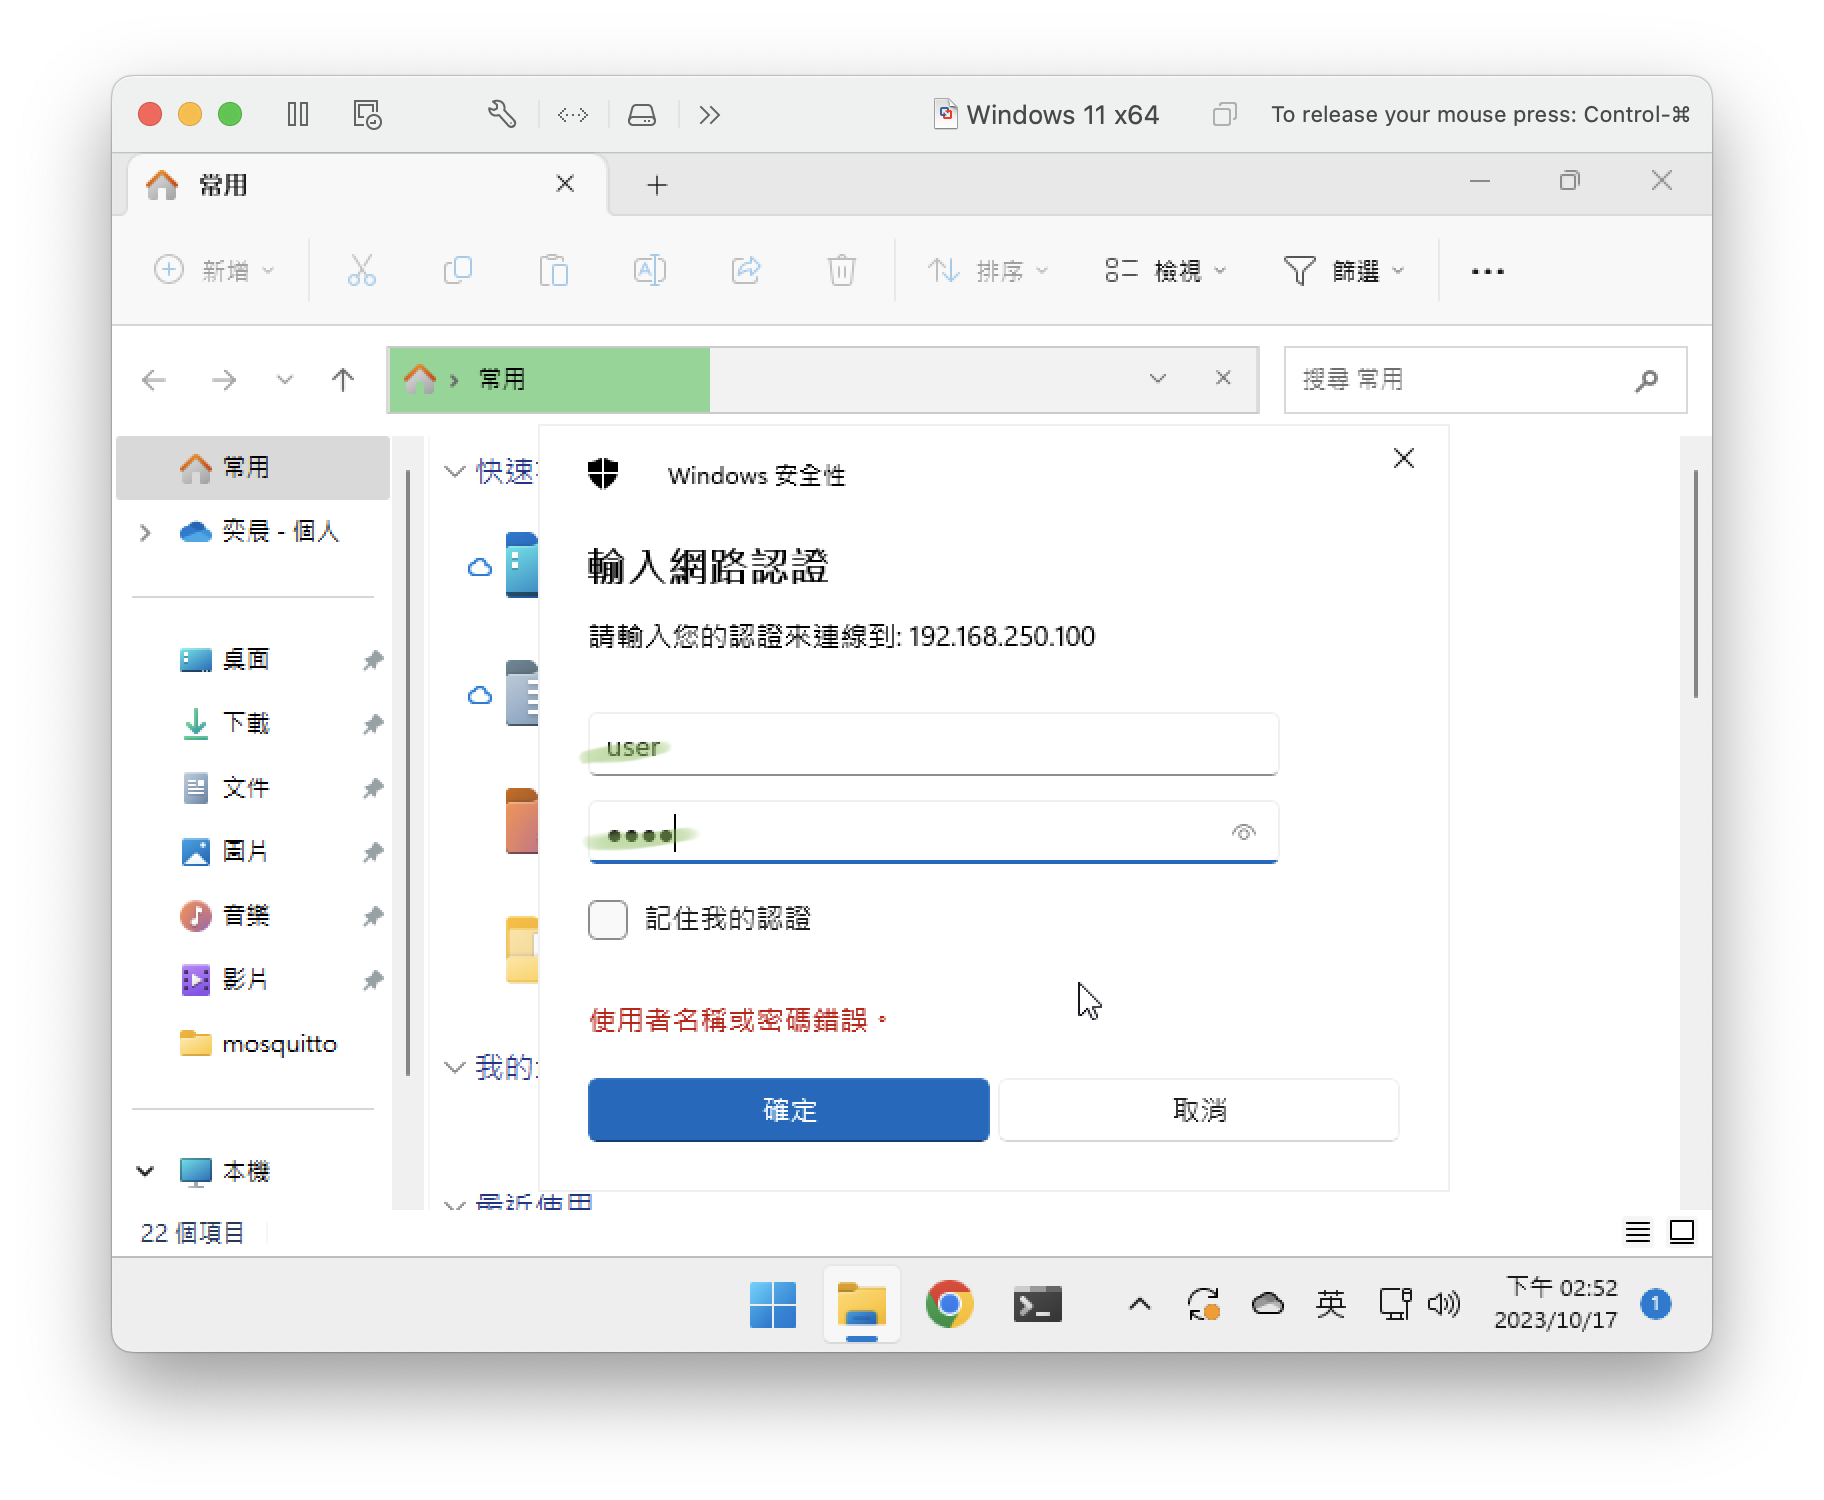 Windows 11 x64
To release your mouse press: Control-⌘
常用
新增
排序
檢視
篩選
常用
搜尋 常用
常用
奕晨 - 個人
桌面
下載
文件
圖片
音樂
影片
mosquitto
本機
快速
Windows 安全性
輸入網路認證
請輸入您的認證來連線到: 192.168.250.100
user
記住我的認證
使用者名稱或密碼錯誤。
確定
取消
我的
最近使用
22 個項目
英
下午 02:52
2023/10/17
1